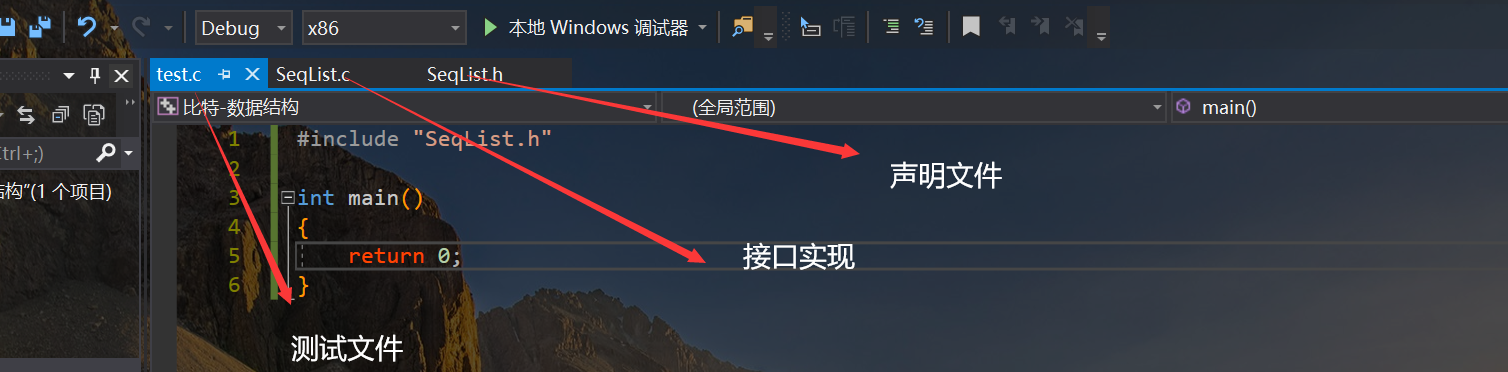 Debug
x86
本地 Windows 调试器
test.c
SeqList.c
SeqList.h
比特-数据结构
(全局范围)
main()
Ctrl+;)
结构"(1 个项目)
1 #include "SeqList.h"
2
3 int main()
4 {
5 return 0;
6 }
声明文件
接口实现
测试文件